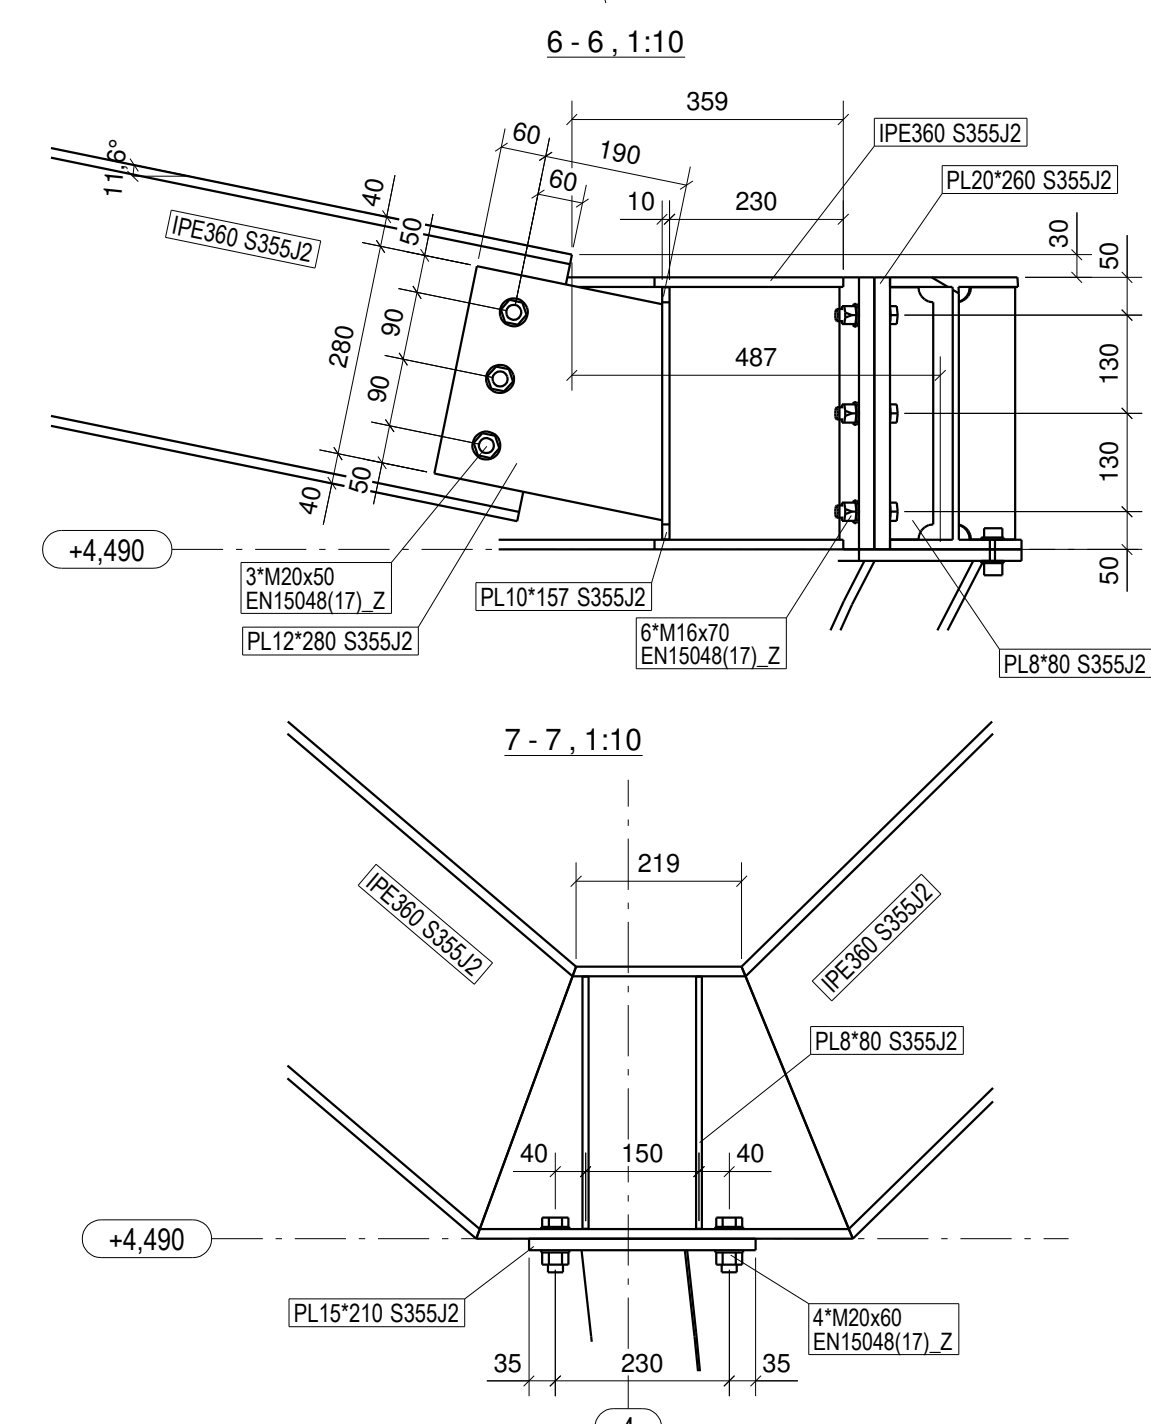 6 - 6 , 1:10
359
60
190
60
IPE360 S355J2
PL20*260 S355J2
11,6°
40
50
10
230
30
50
IPE360 S355J2
280
90
90
487
130
130
50
40
50
+4,490
3*M20x50
EN15048(17)_Z
PL12*280 S355J2
PL10*157 S355J2
6*M16x70
EN15048(17)_Z
PL8*80 S355J2
7 - 7 , 1:10
219
IPE360 S355J2
IPE360 S355J2
PL8*80 S355J2
40
150
40
+4,490
PL15*210 S355J2
4*M20x60
EN15048(17)_Z
35
230
35